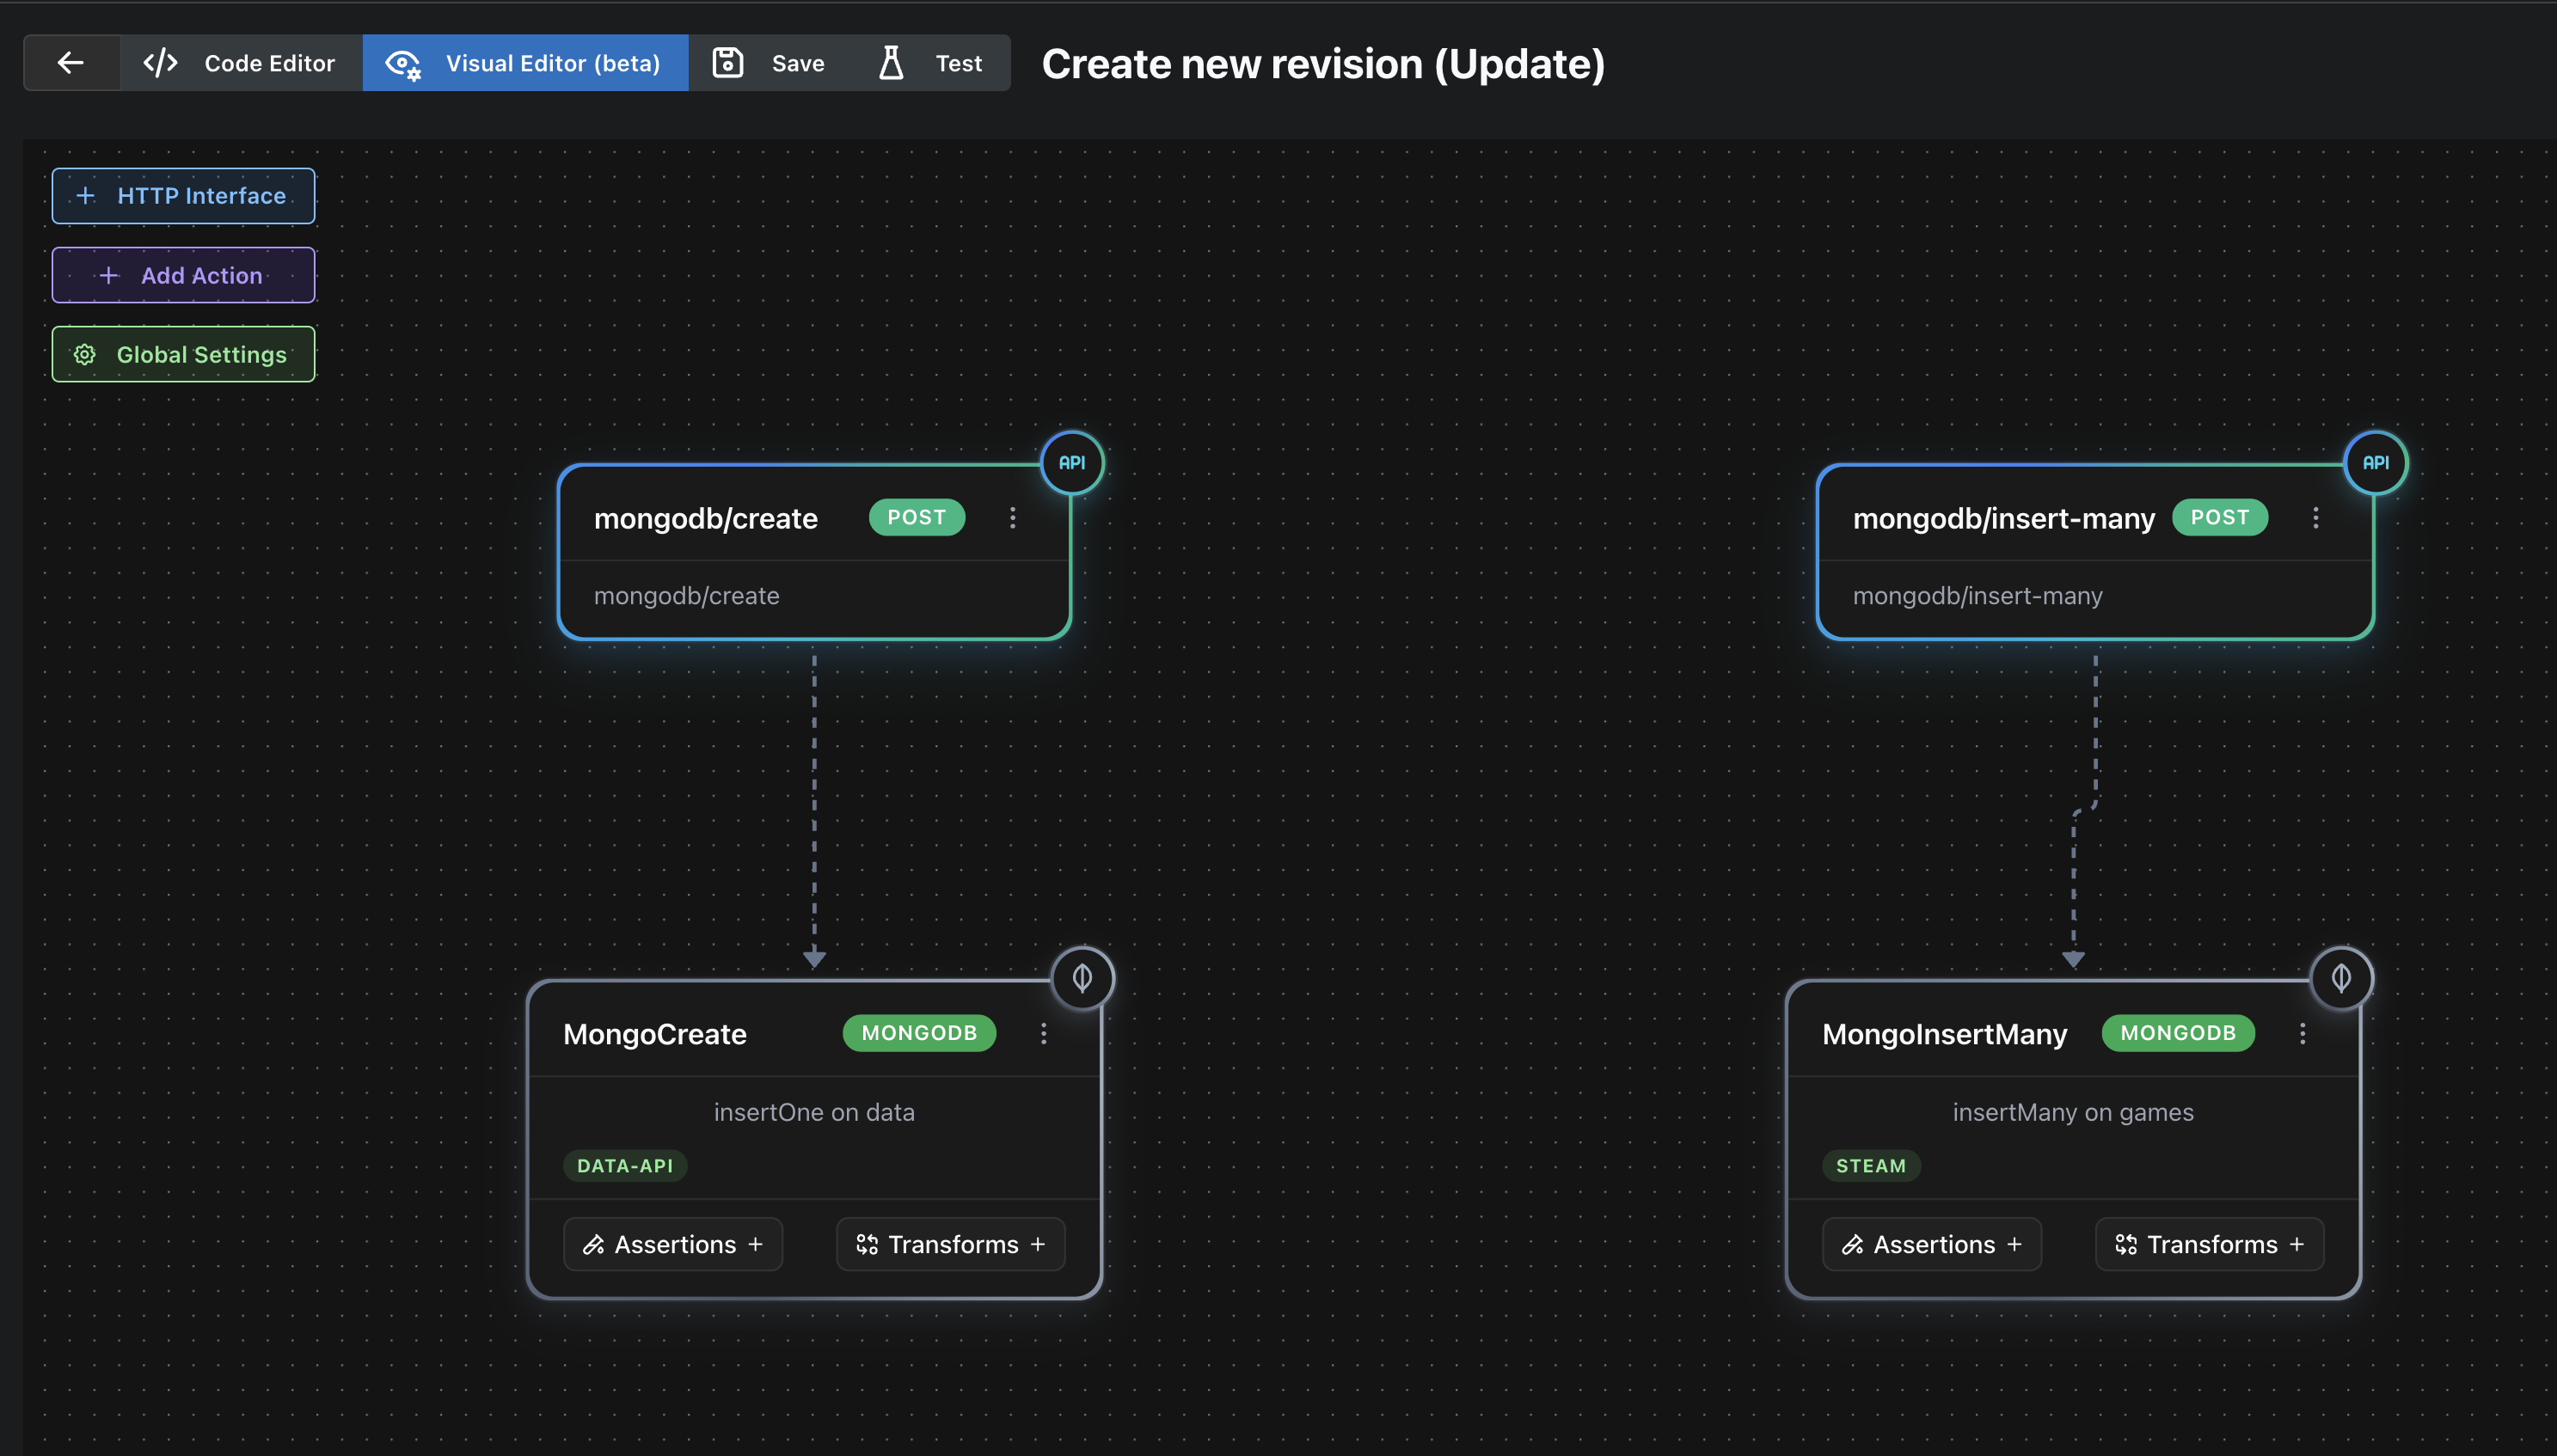 Code Editor
Visual Editor (beta)
Save
Test
Create new revision (Update)
HTTP Interface
Add Action
Global Settings
API
mongodb/create
POST
mongodb/create
API
mongodb/insert-many
POST
mongodb/insert-many
MongoCreate
MONGODB
insertOne on data
DATA-API
Assertions +
Transforms +
MongoInsertMany
MONGODB
insertMany on games
STEAM
Assertions +
Transforms +